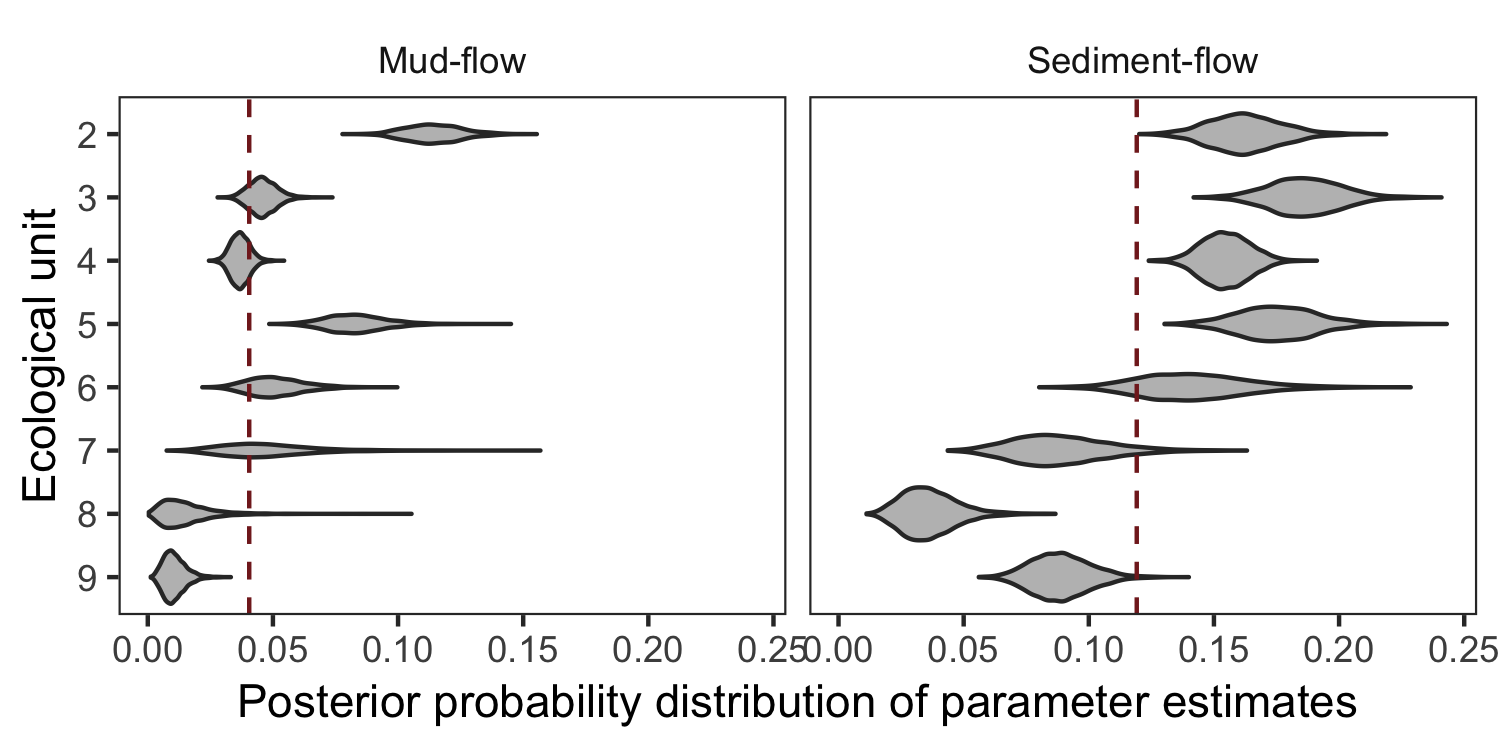 Mud-flow
Sediment-flow
Ecological unit
2
3
4
5
6
7
8
9
0.00 0.05 0.10 0.15 0.20 0.25
0.00 0.05 0.10 0.15 0.20 0.25
Posterior probability distribution of parameter estimates